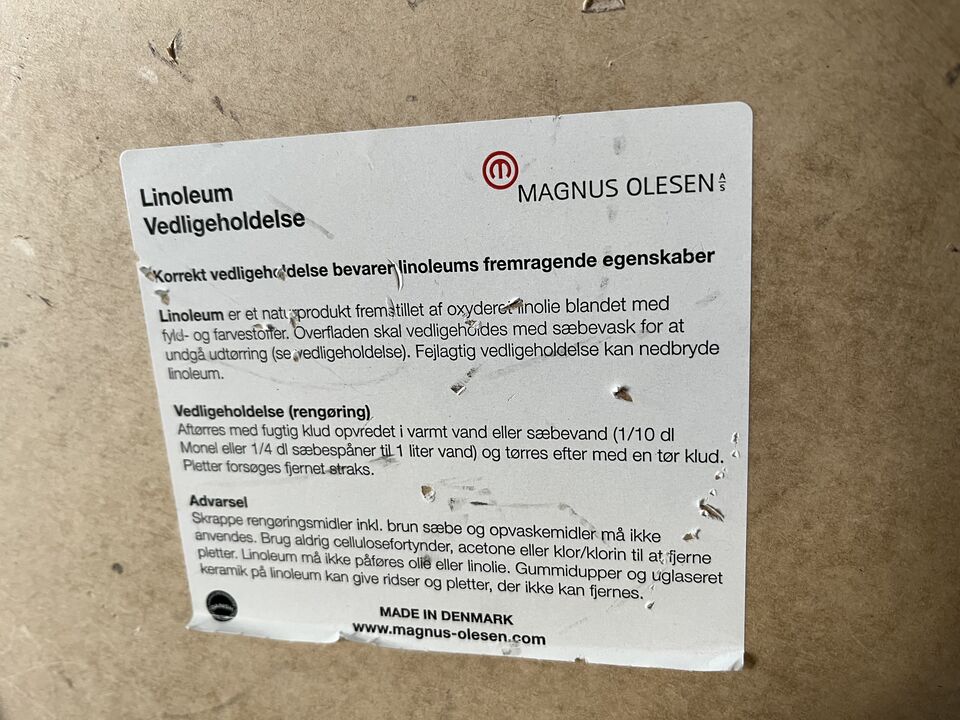 Linoleum
Vedligeholdelse
MAGNUS OLESEN A/S
Korrekt vedligeholdelse bevarer linoleums fremragende egenskaber
Linoleum er et naturprodukt fremstillet af oxyderet linolie blandet med
fyld- og farvestoffer. Overfladen skal vedligeholdes med sæbevask for at
undgå udtørring (se vedligeholdelse). Fejlagtig vedligeholdelse kan nedbryde
linoleum.
Vedligeholdelse (rengøring)
Aftørres med fugtig klud opvredet i varmt vand eller sæbevand (1/10 dl
Monel eller 1/4 dl sæbespåner til 1 liter vand) og tørres efter med en tør klud.
Pletter forsøges fjernet straks.
Advarsel
Skrappe rengøringsmidler inkl. brun sæbe og opvaskemidler må ikke
anvendes. Brug aldrig cellulosefortynder, acetone eller klor/klorin til at fjerne
pletter. Linoleum må ikke påføres olie eller linolie. Gummidupper og uglaseret
keramik på linoleum kan give ridser og pletter, der ikke kan fjernes.
MADE IN DENMARK
www.magnus-olesen.com